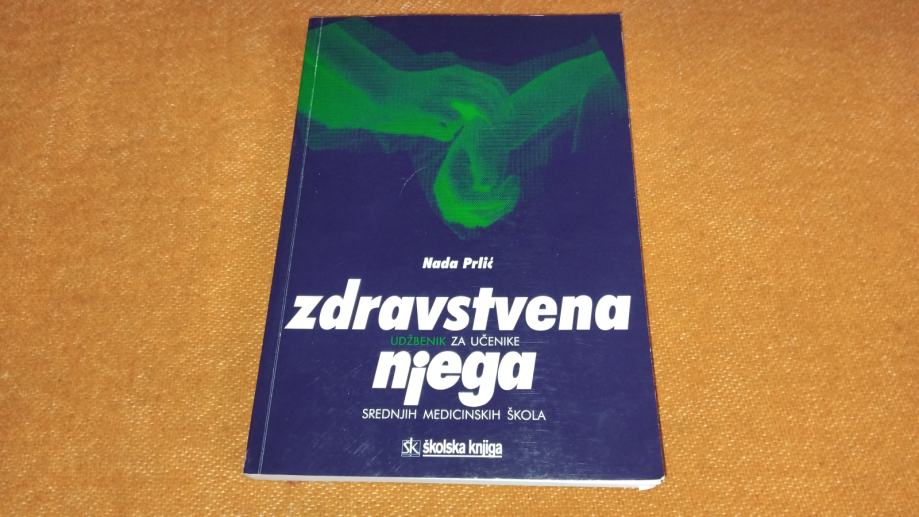 Nada Prlić
zdravstvena
UDŽBENIK ZA UČENIKE
njega
SREDNJIH MEDICINSKIH ŠKOLA
ŠK školska knjiga